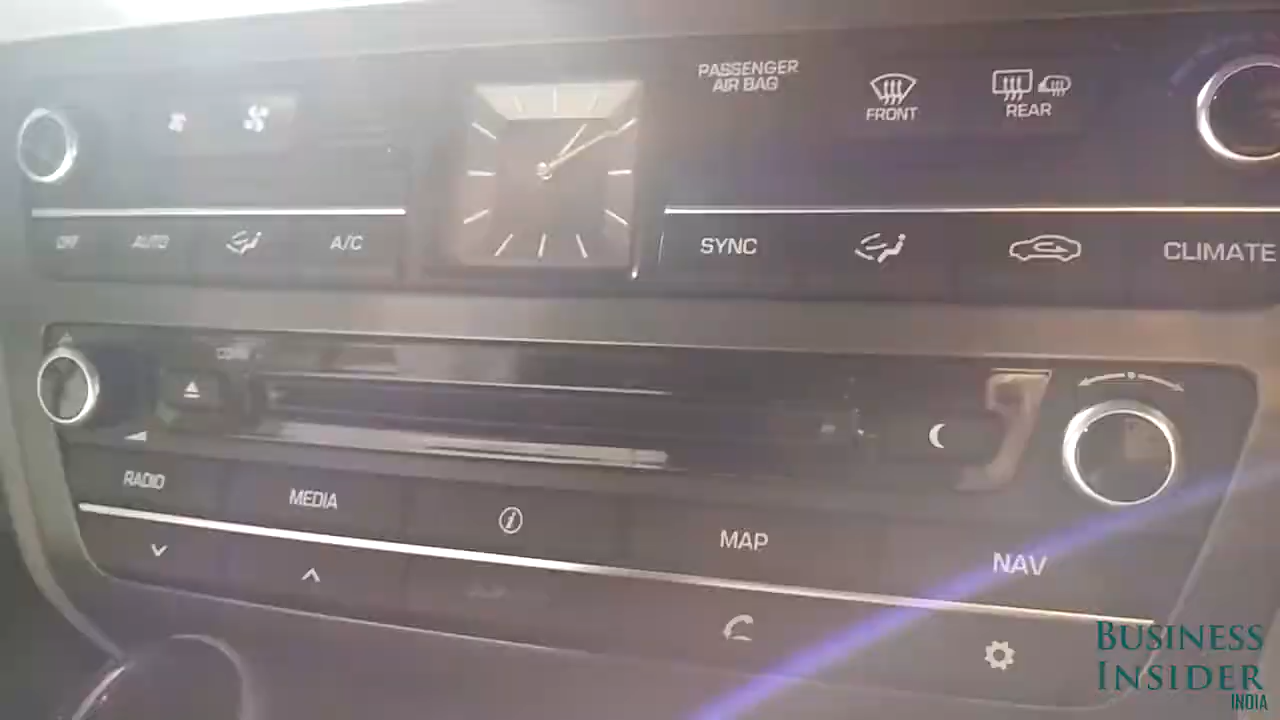 PASSENGER
AIR BAG
FRONT
REAR
OFF
AUTO
A/C
SYNC
CLIMATE
RADIO
MEDIA
MAP
NAV
BUSINESS
INSIDER
INDIA